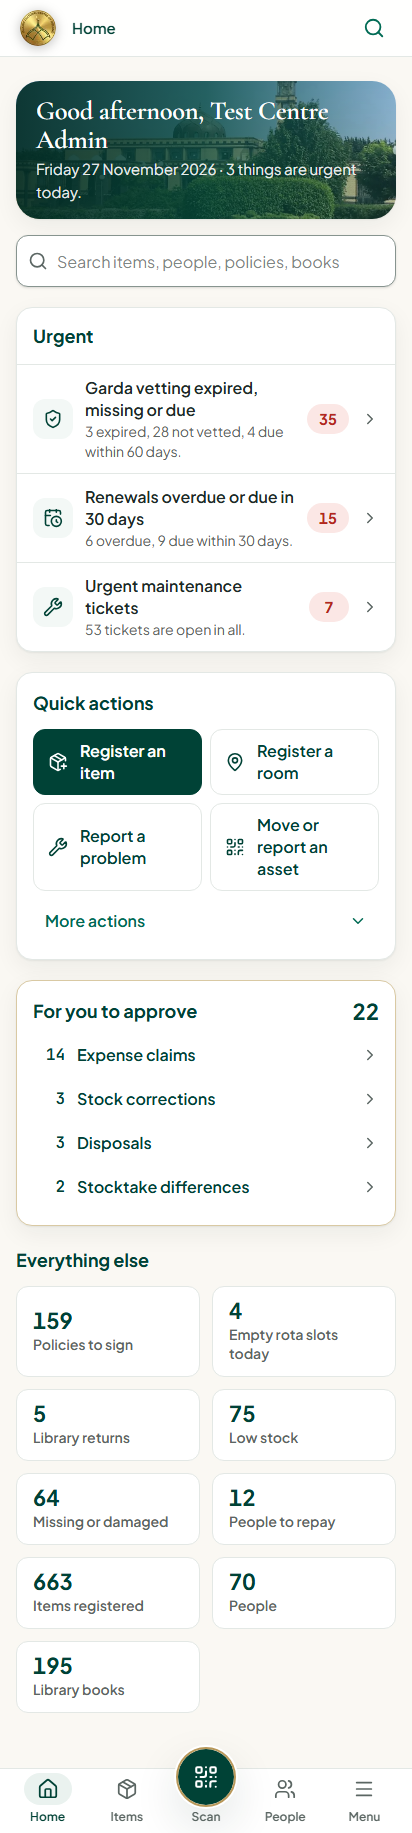 Home
Good afternoon, Test Centre
Admin
Friday 27 November 2026 · 3 things are urgent
today.
Search items, people, policies, books
Urgent
Garda vetting expired,
missing or due
3 expired, 28 not vetted, 4 due
within 60 days.
35
Renewals overdue or due in
30 days
6 overdue, 9 due within 30 days.
15
Urgent maintenance
tickets
53 tickets are open in all.
7
Quick actions
Register an
item
Register a
room
Report a
problem
Move or
report an
asset
More actions
For you to approve 22
14 Expense claims
3 Stock corrections
3 Disposals
2 Stocktake differences
Everything else
159
Policies to sign
4
Empty rota slots
today
5
Library returns
75
Low stock
64
Missing or damaged
12
People to repay
663
Items registered
70
People
195
Library books
Home Items Scan People Menu